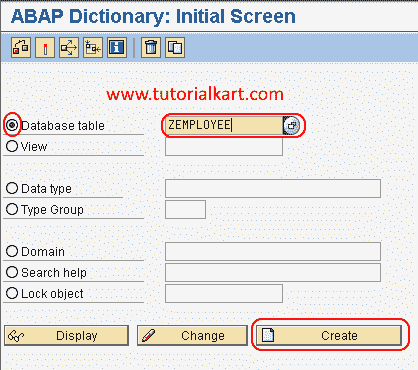 ABAP Dictionary: Initial Screen
www.tutorialkart.com
Database table ZEMPLOYEE
View
Data type
Type Group
Domain
Search help
Lock object
Display Change Create